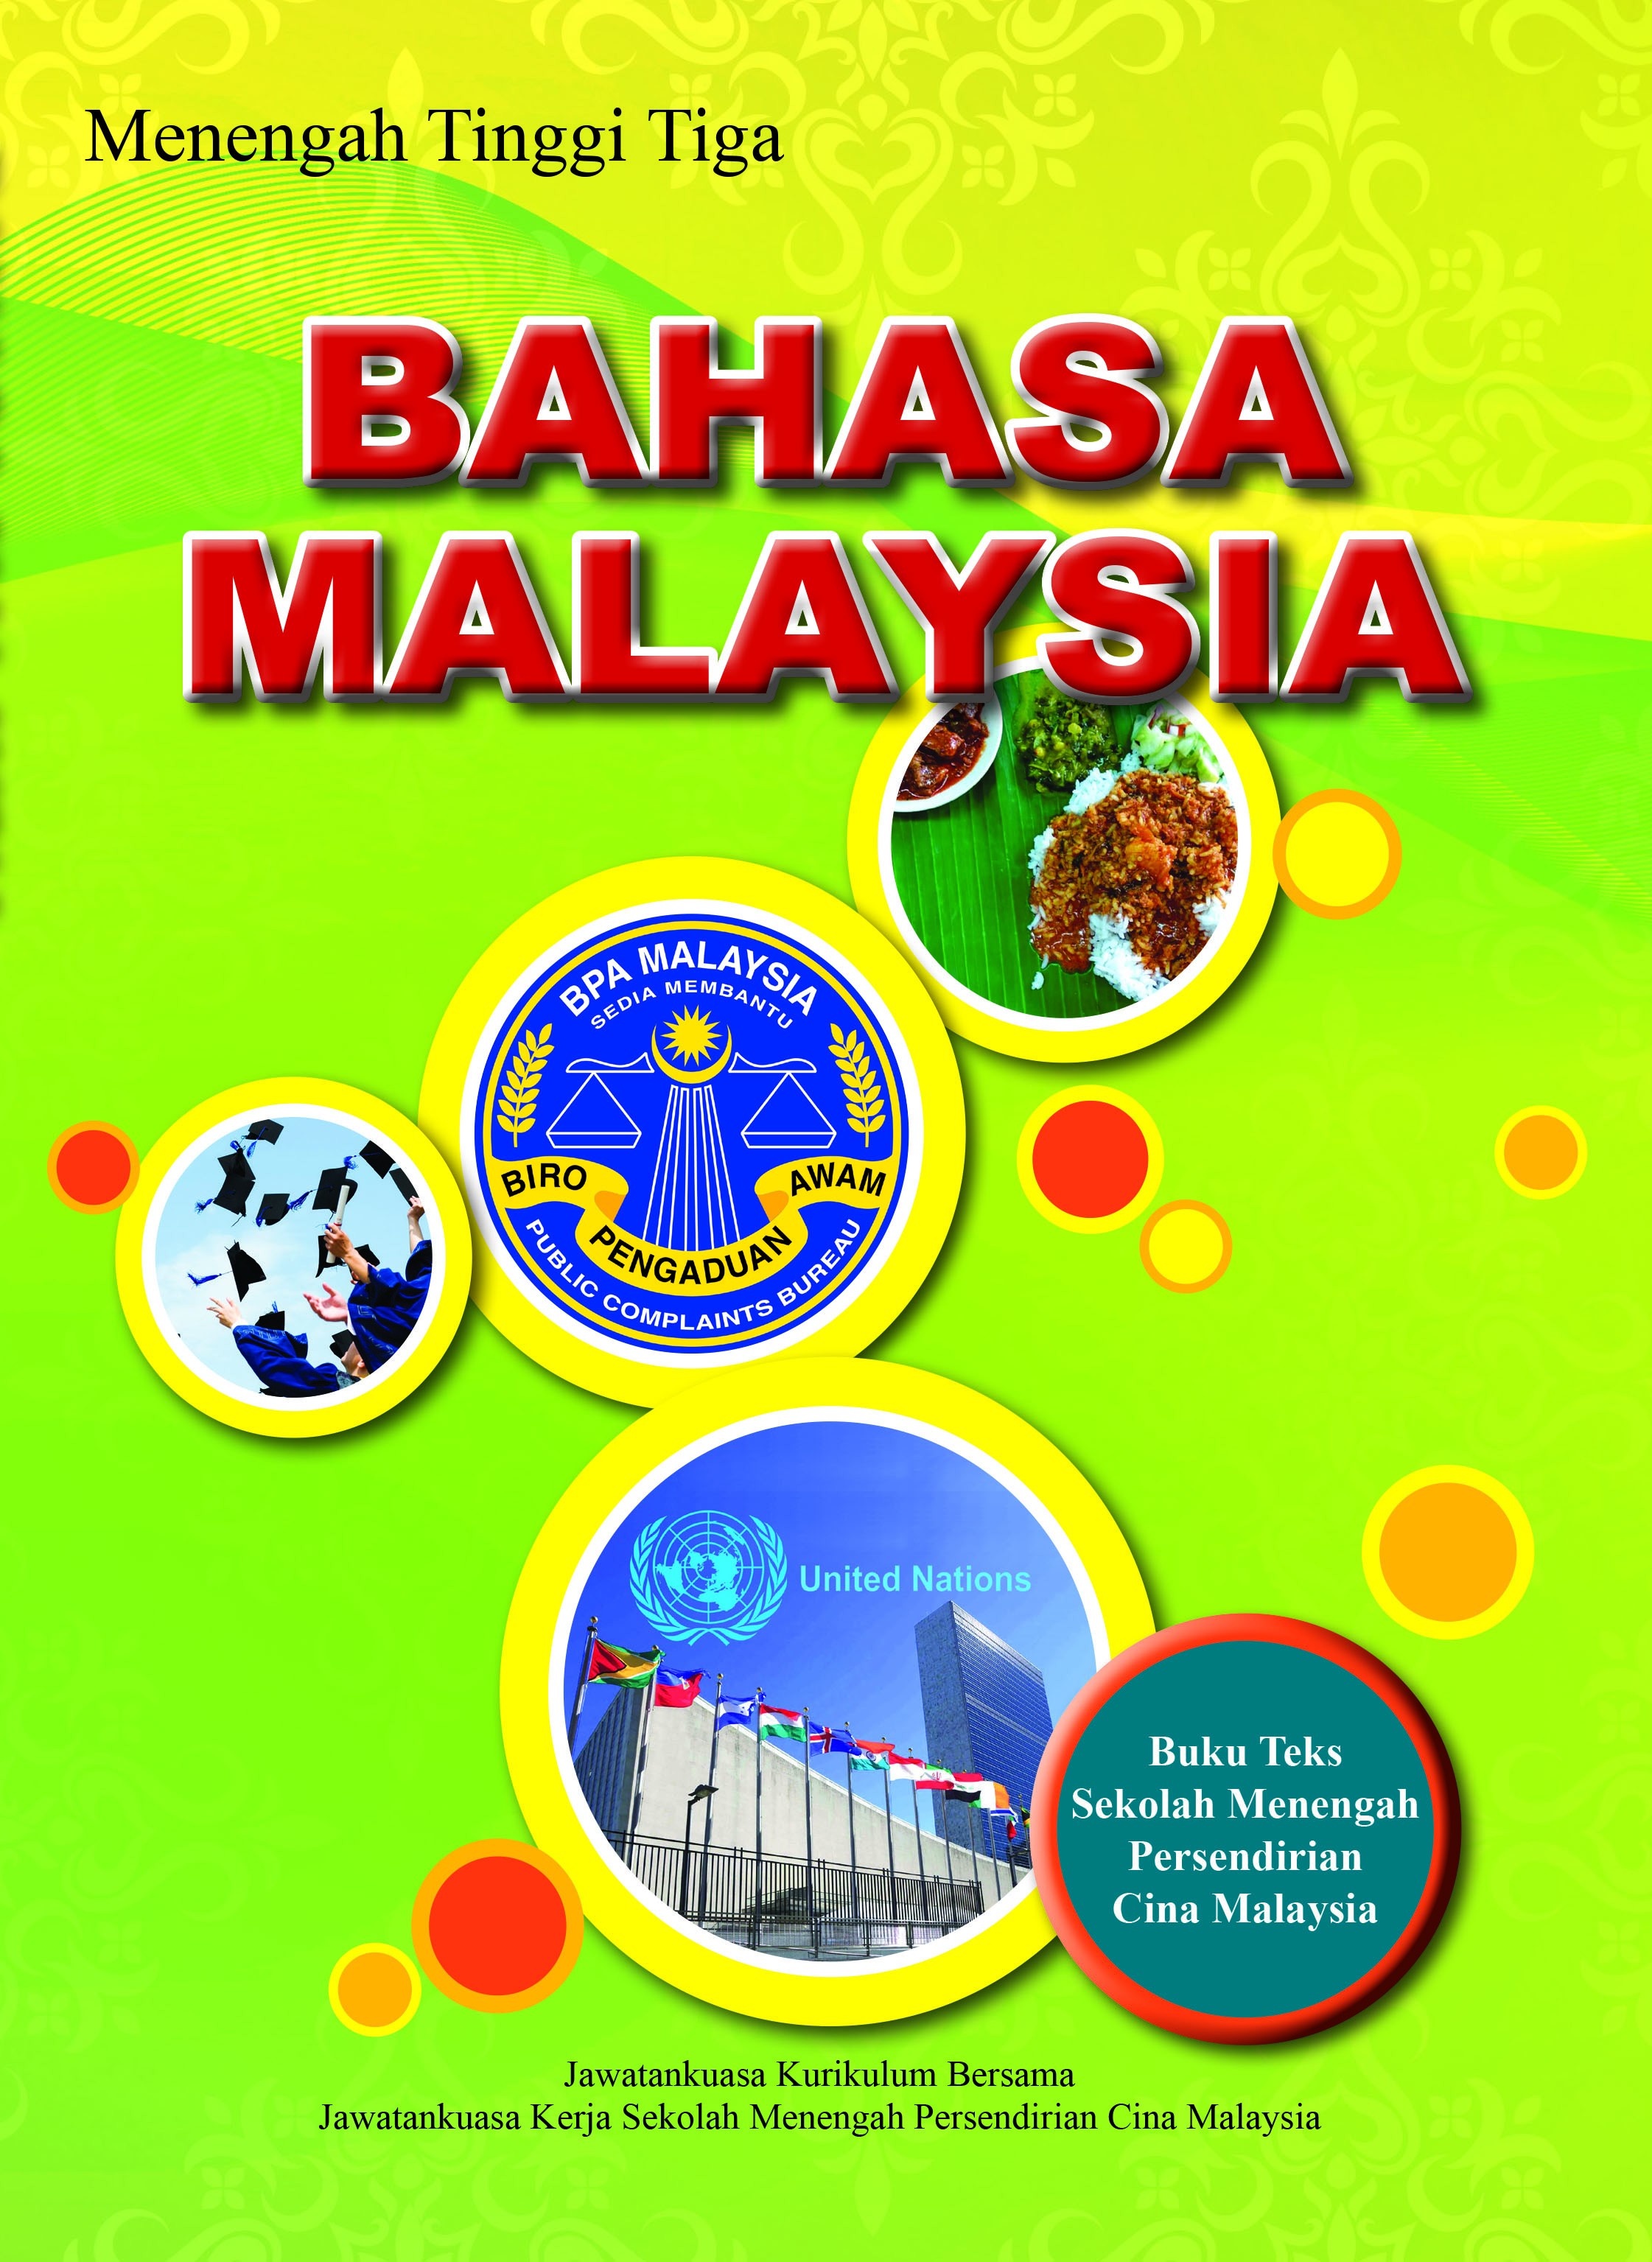 Menengah Tinggi Tiga
BAHASA
MALAYSIA
BPA MALAYSIA
SEDIA MEMBANTU
BIRO
PENGADUAN
AWAM
PUBLIC COMPLAINTS BUREAU
United Nations
Buku Teks
Sekolah Menengah
Persendirian
Cina Malaysia
Jawatankuasa Kurikulum Bersama
Jawatankuasa Kerja Sekolah Menengah Persendirian Cina Malaysia